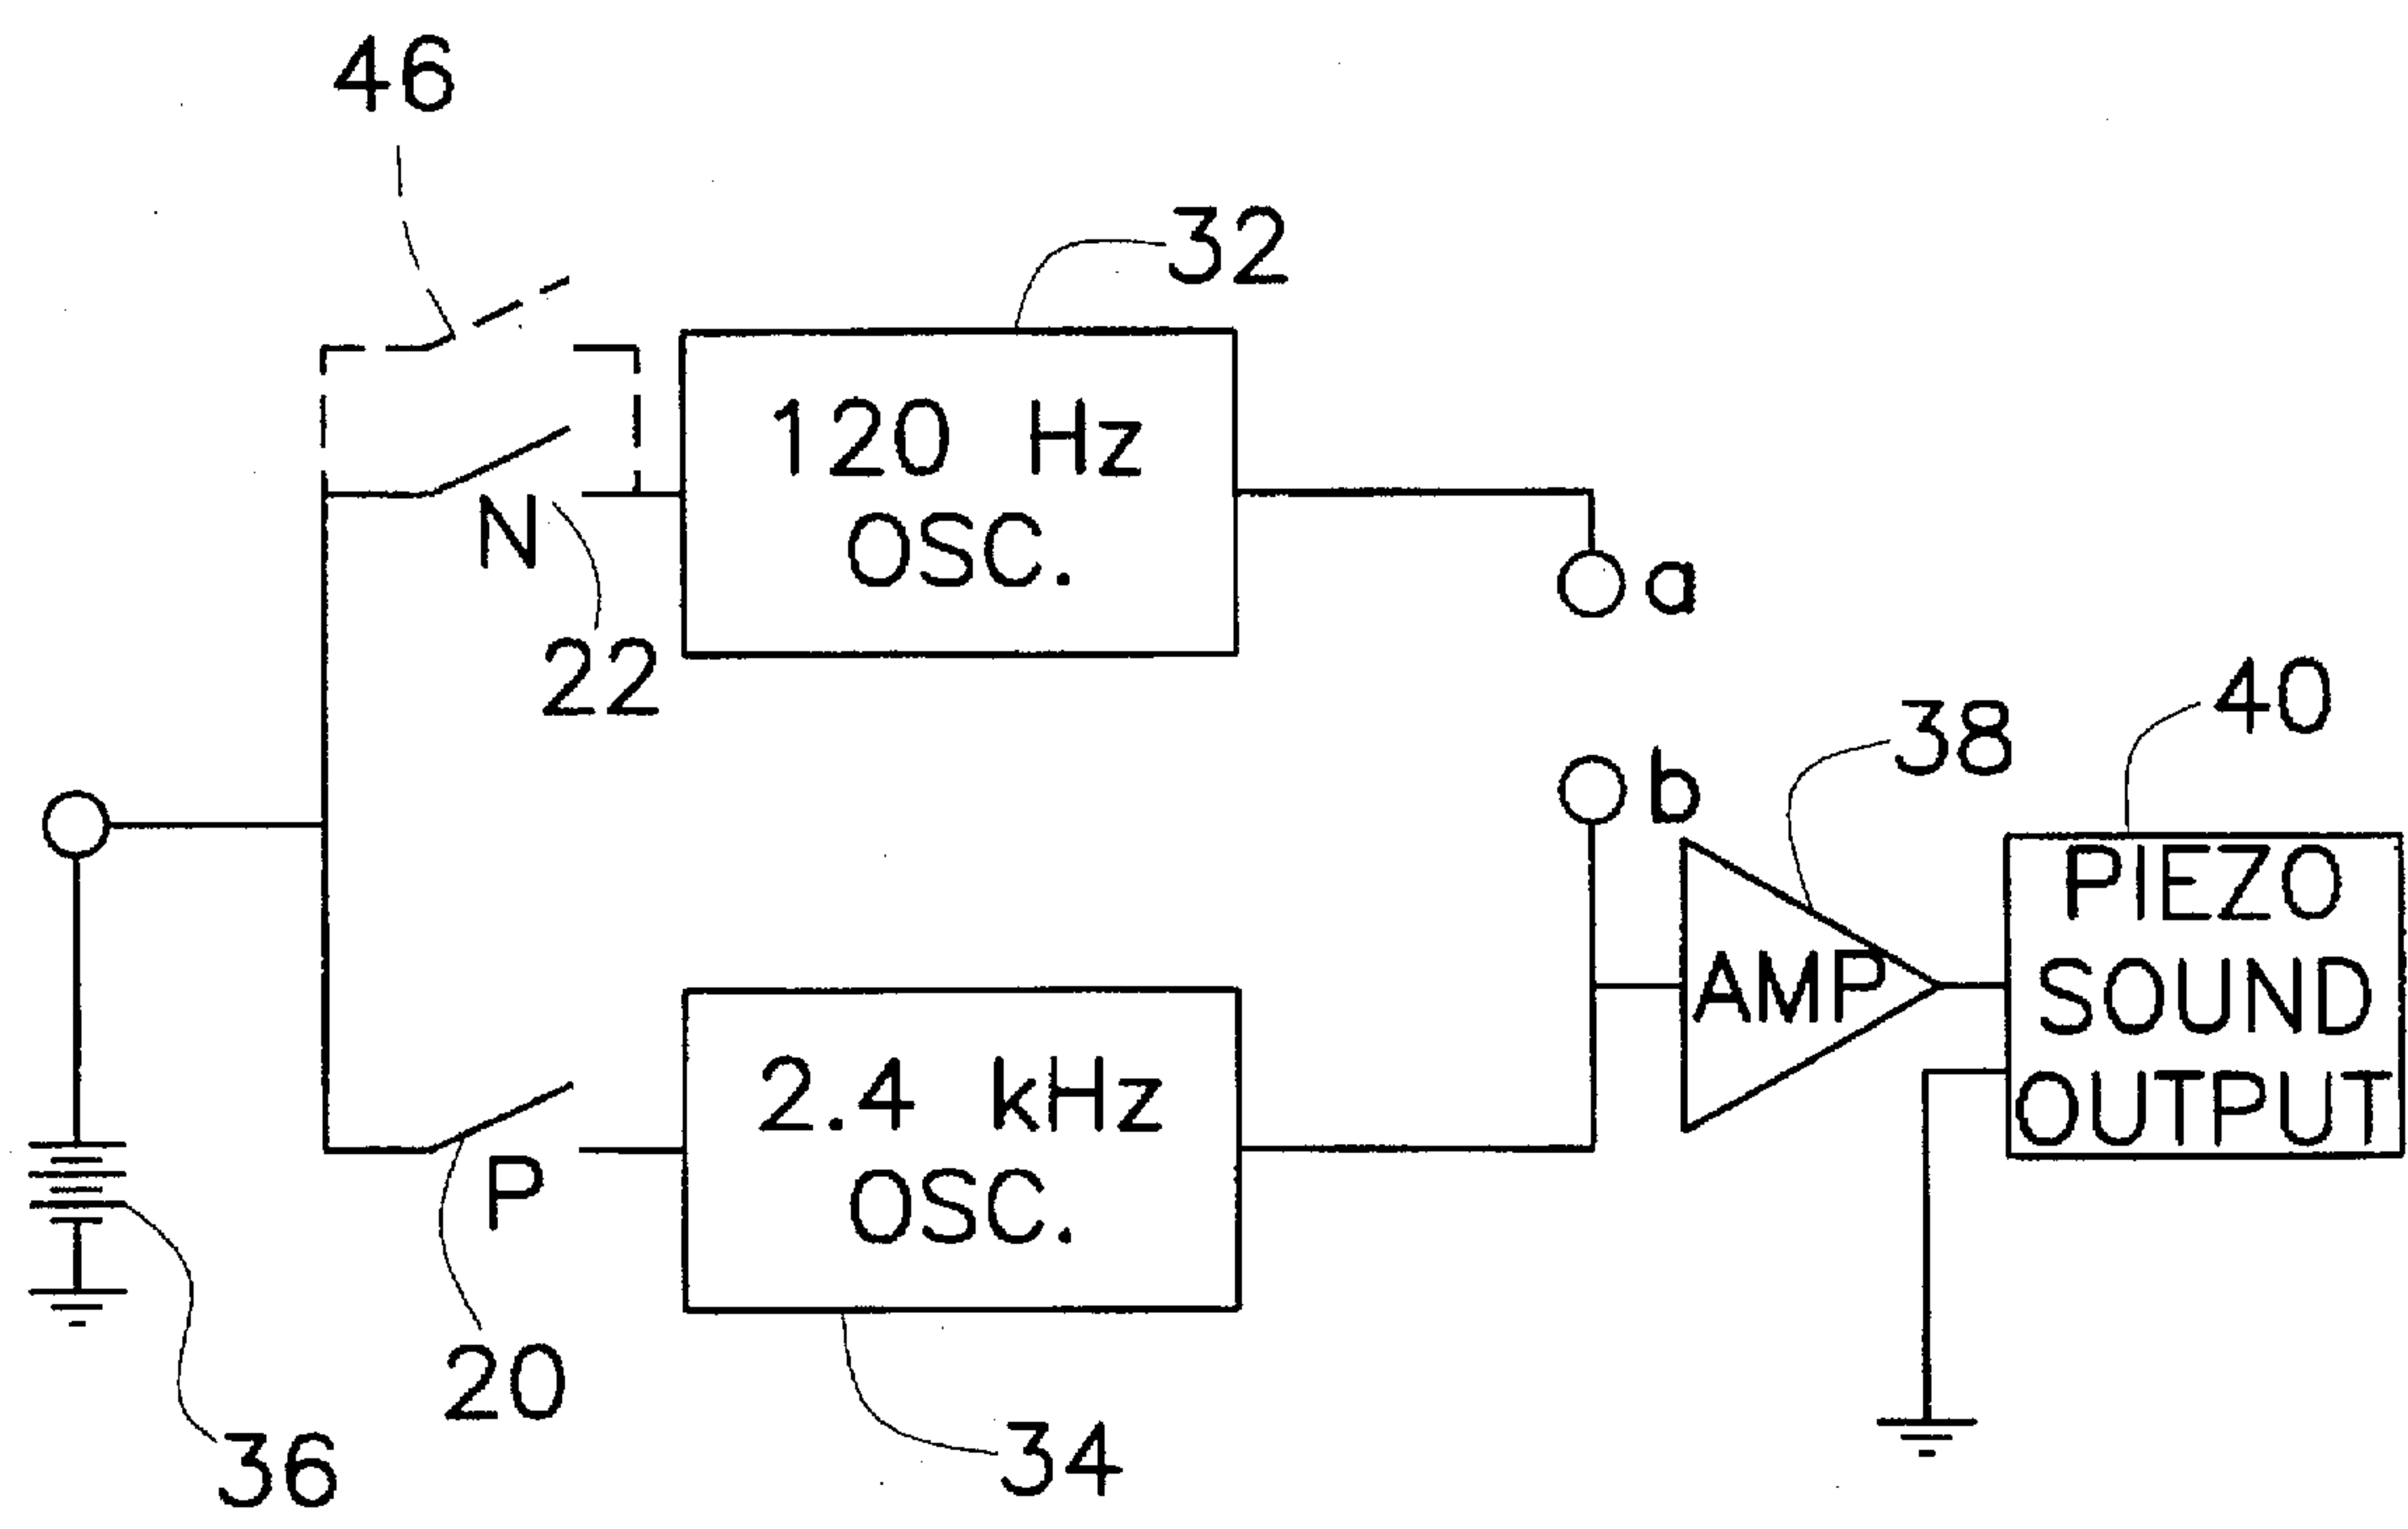 46
32
120 Hz
OSC.
N
22
a
b
38
40
PIEZO
SOUND
OUTPUT
AMP
2.4 kHz
OSC.
P
20
34
36